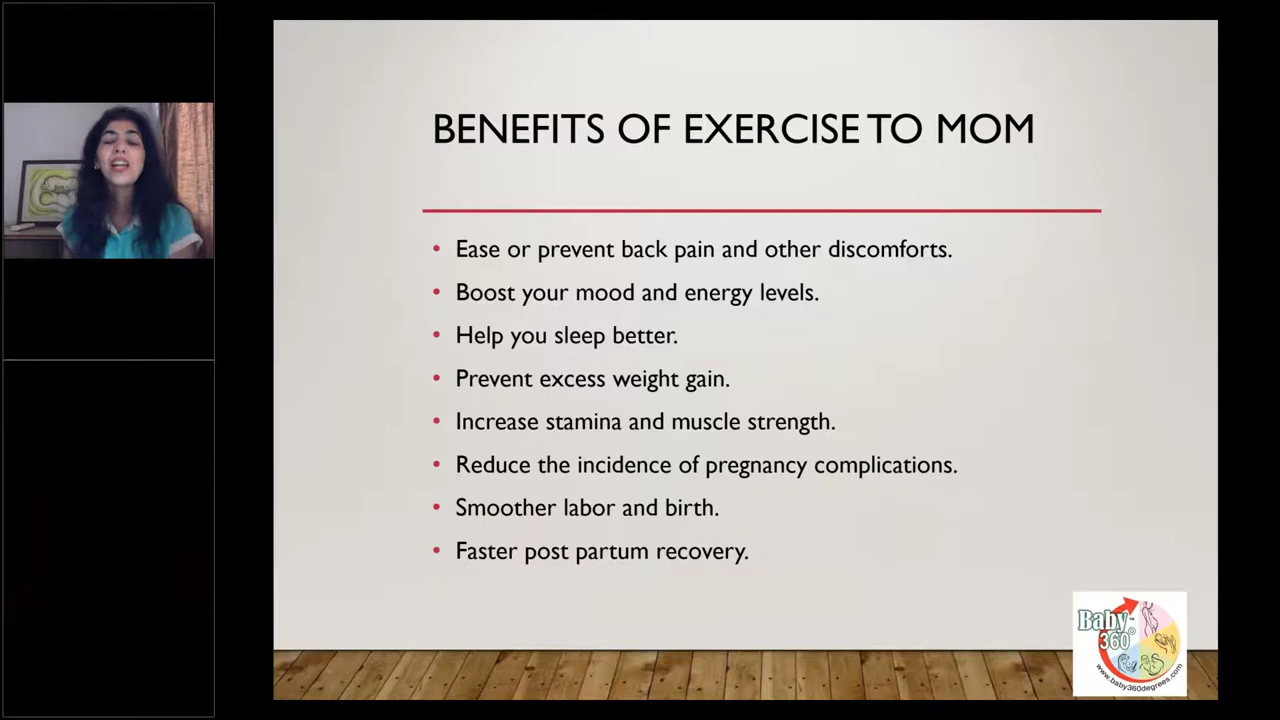 BENEFITS OF EXERCISE TO MOM
• Ease or prevent back pain and other discomforts.
• Boost your mood and energy levels.
• Help you sleep better.
• Prevent excess weight gain.
• Increase stamina and muscle strength.
• Reduce the incidence of pregnancy complications.
• Smoother labor and birth.
• Faster post partum recovery.
Baby
360°
www.baby360degrees.com